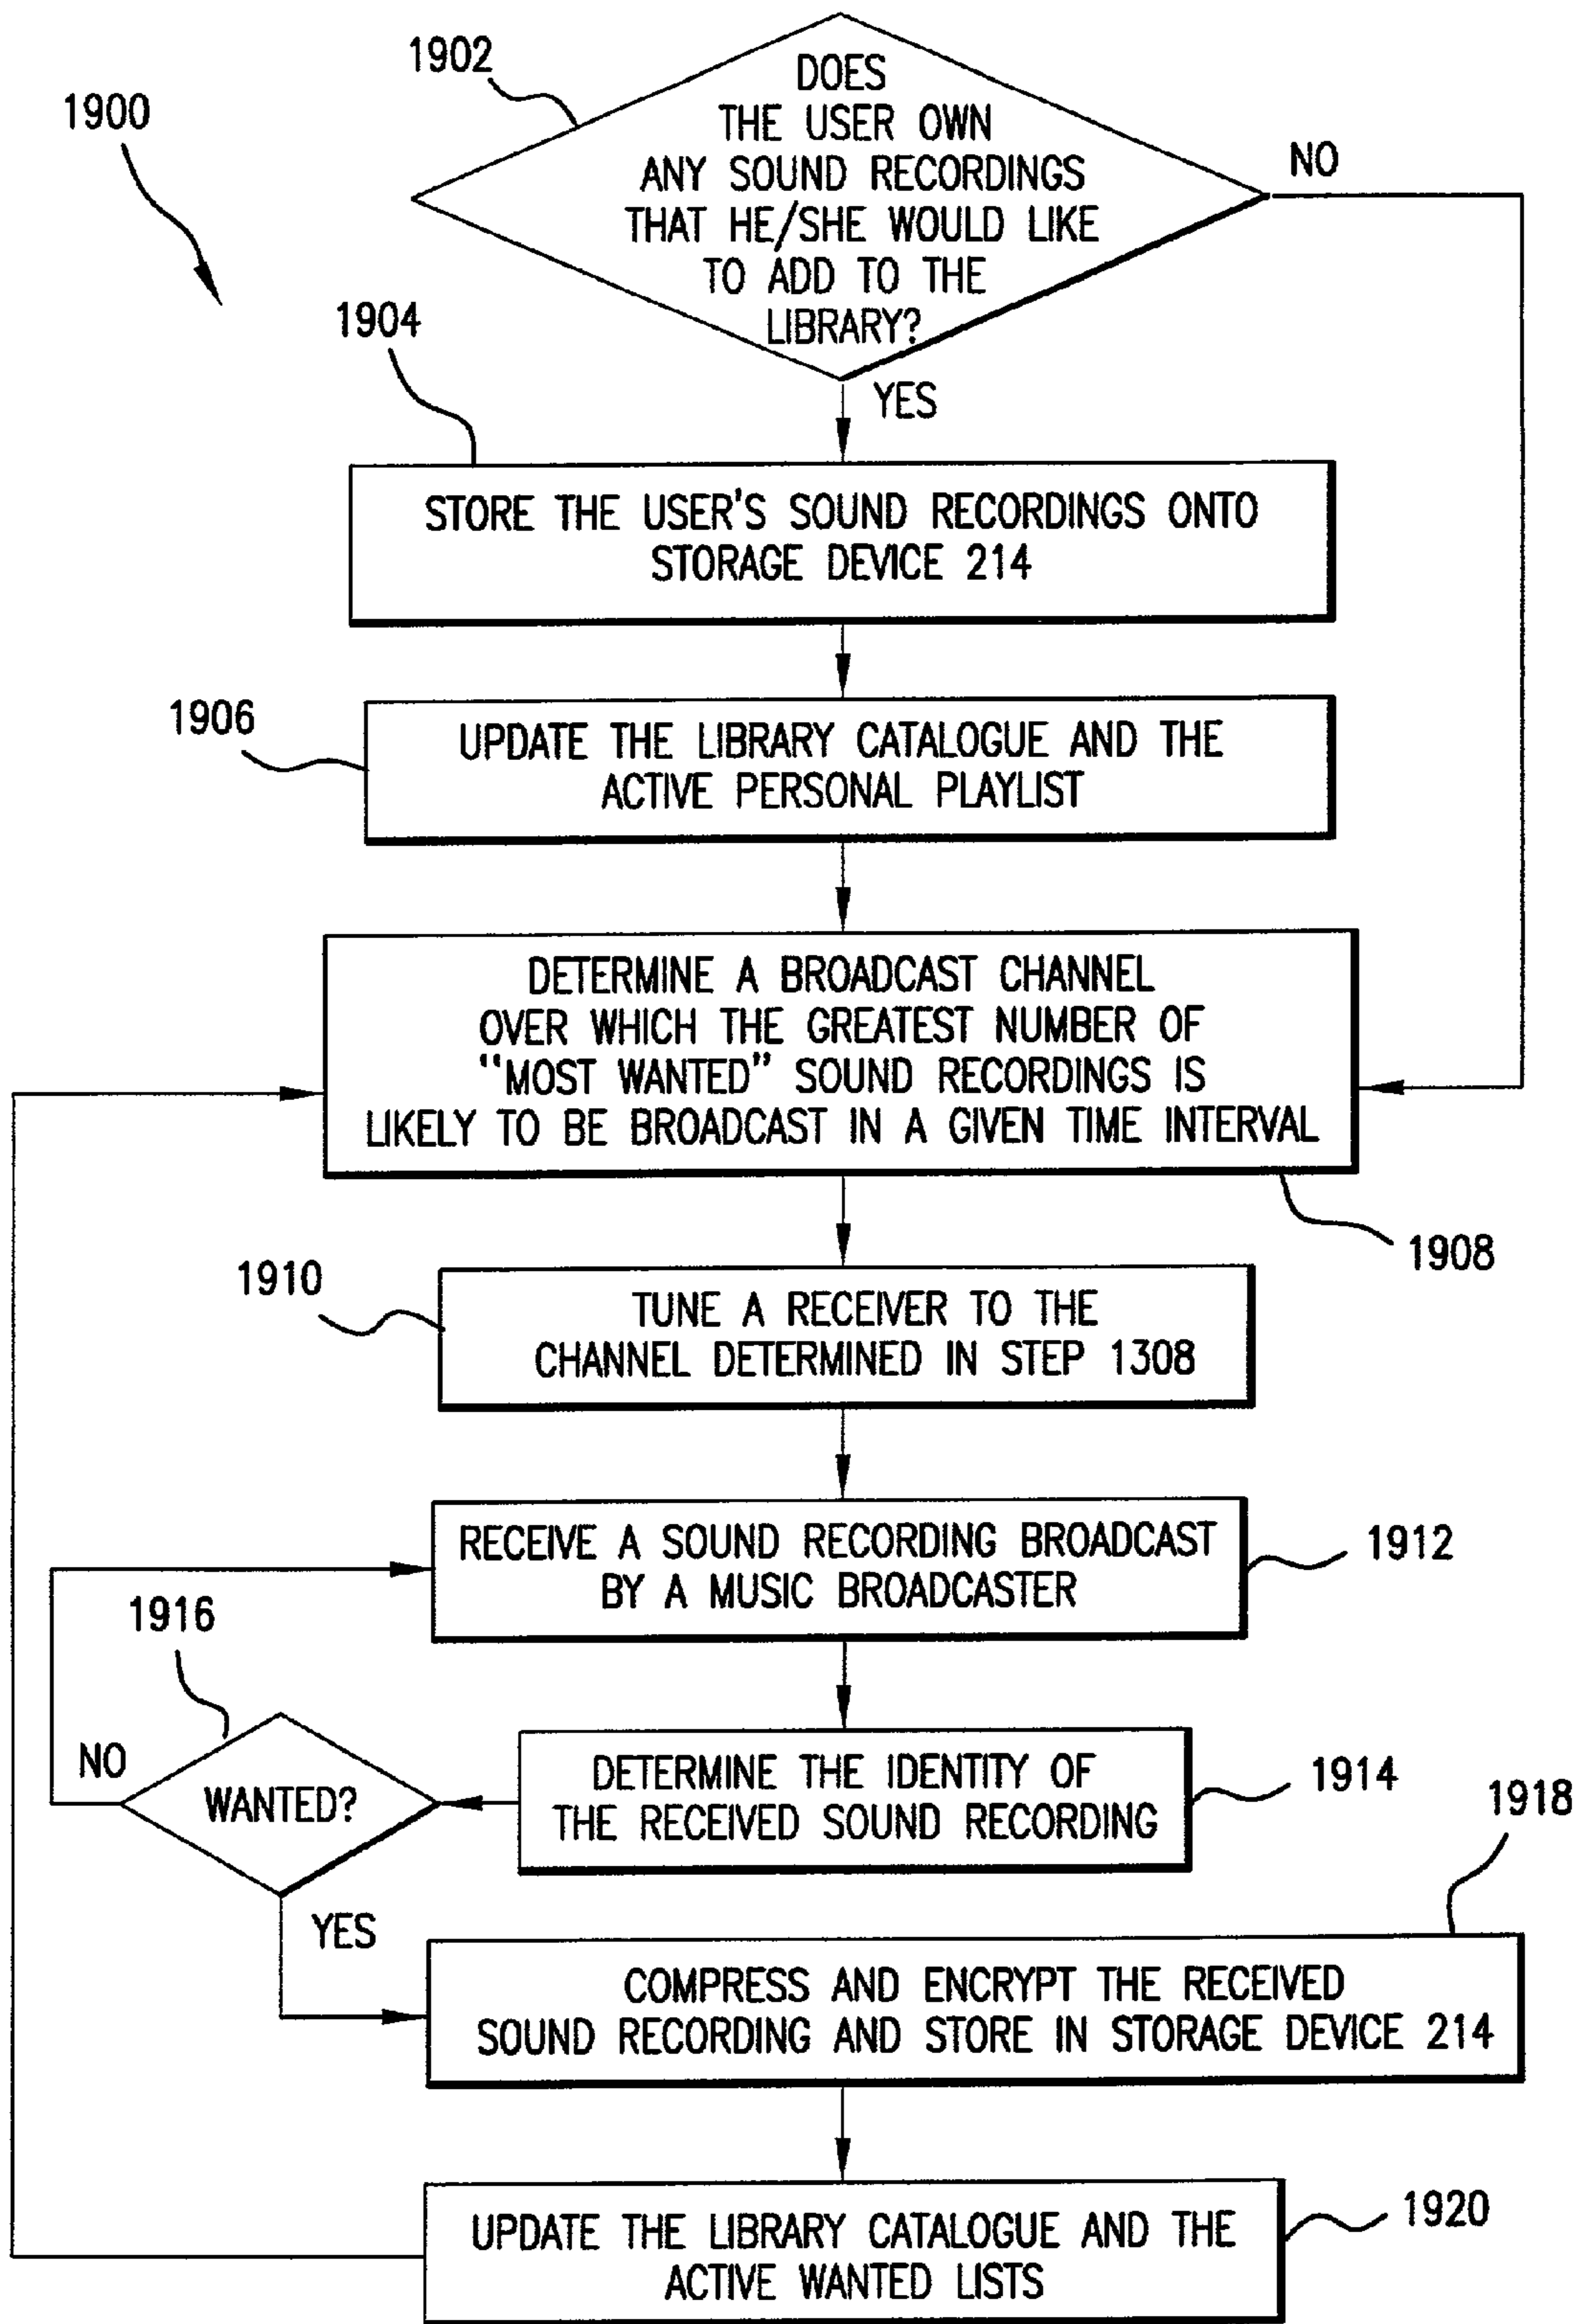 1900
1902
DOES
THE USER OWN
ANY SOUND RECORDINGS
THAT HE/SHE WOULD LIKE
TO ADD TO THE
LIBRARY?
NO
YES
1904
STORE THE USER'S SOUND RECORDINGS ONTO
STORAGE DEVICE 214
1906
UPDATE THE LIBRARY CATALOGUE AND THE
ACTIVE PERSONAL PLAYLIST
DETERMINE A BROADCAST CHANNEL
OVER WHICH THE GREATEST NUMBER OF
"MOST WANTED" SOUND RECORDINGS IS
LIKELY TO BE BROADCAST IN A GIVEN TIME INTERVAL
1908
1910
TUNE A RECEIVER TO THE
CHANNEL DETERMINED IN STEP 1308
RECEIVE A SOUND RECORDING BROADCAST
BY A MUSIC BROADCASTER
1912
DETERMINE THE IDENTITY OF
THE RECEIVED SOUND RECORDING
1914
1916
WANTED?
NO
YES
1918
COMPRESS AND ENCRYPT THE RECEIVED
SOUND RECORDING AND STORE IN STORAGE DEVICE 214
UPDATE THE LIBRARY CATALOGUE AND THE
ACTIVE WANTED LISTS
1920